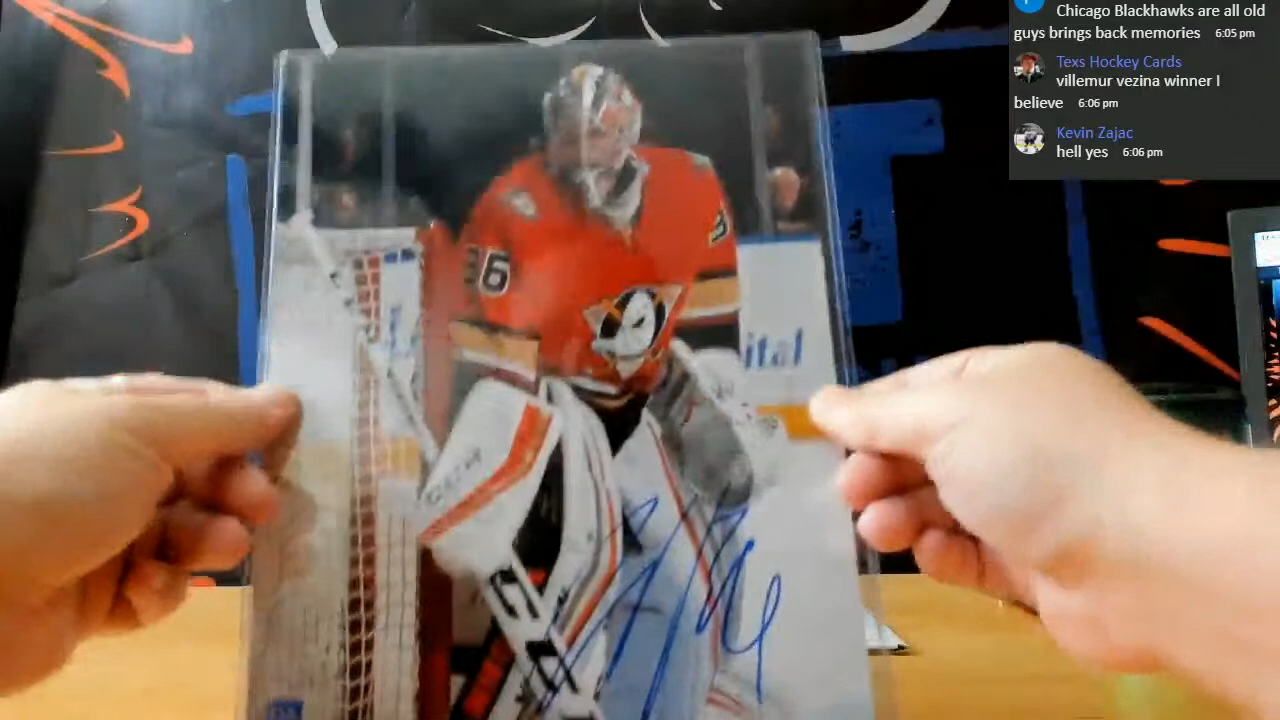 Chicago Blackhawks are all old
guys brings back memories 6:05 pm
Texs Hockey Cards
villemur vezina winner I
believe 6:06 pm
Kevin Zajac
hell yes 6:06 pm
36
ital